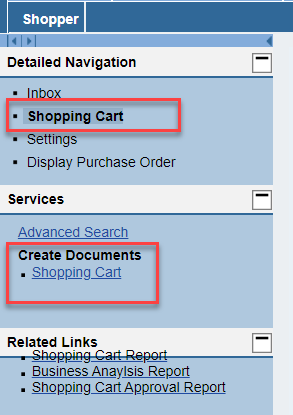 Shopper
Detailed Navigation
Inbox
Shopping Cart
Settings
Display Purchase Order
Services
Advanced Search
Create Documents
Shopping Cart
Related Links
Shopping Cart Report
Business Anaylsis Report
Shopping Cart Approval Report